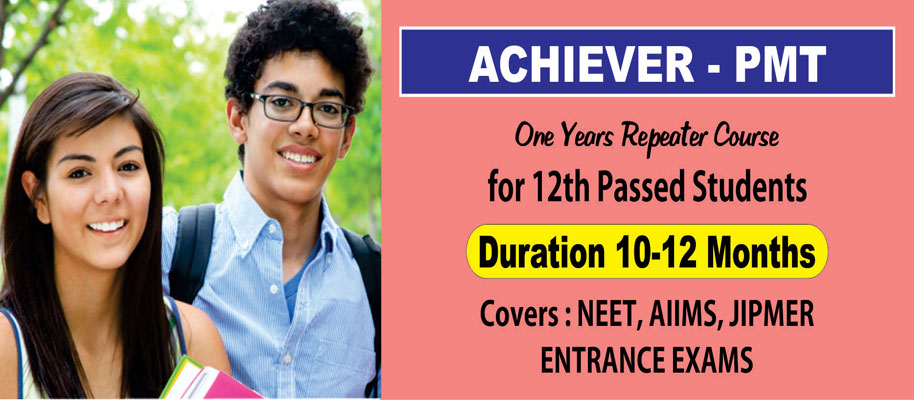 ACHIEVER - PMT
One Years Repeater Course
for 12th Passed Students
Duration 10-12 Months
Covers : NEET, AIIMS, JIPMER
ENTRANCE EXAMS